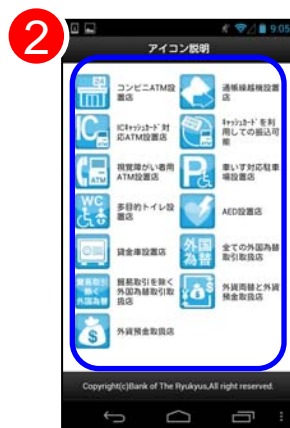 2
9:05
アイコン説明
24
コンビニATM設
置店
通帳繰越機設置
店
IC
ICｷｬｯｼｭｶｰﾄﾞ対
応ATM設置店
ｷｬｯｼｭｶｰﾄﾞを利
用しての振込可
能
ATM
視覚障がい者用
ATM設置店
P
車いす対応駐車
場設置店
WC
多目的トイレ設
置店
AED設置店
貸金庫設置店
外国
為替
全ての外国為替
取引取扱店
貿易取引を
除く
外国為替
貿易取引を除く
外国為替取引取
扱店
$
外貨両替と外貨
預金取扱店
$
外貨預金取扱店
Copyright(c)Bank of The Ryukyus,All right reserved.